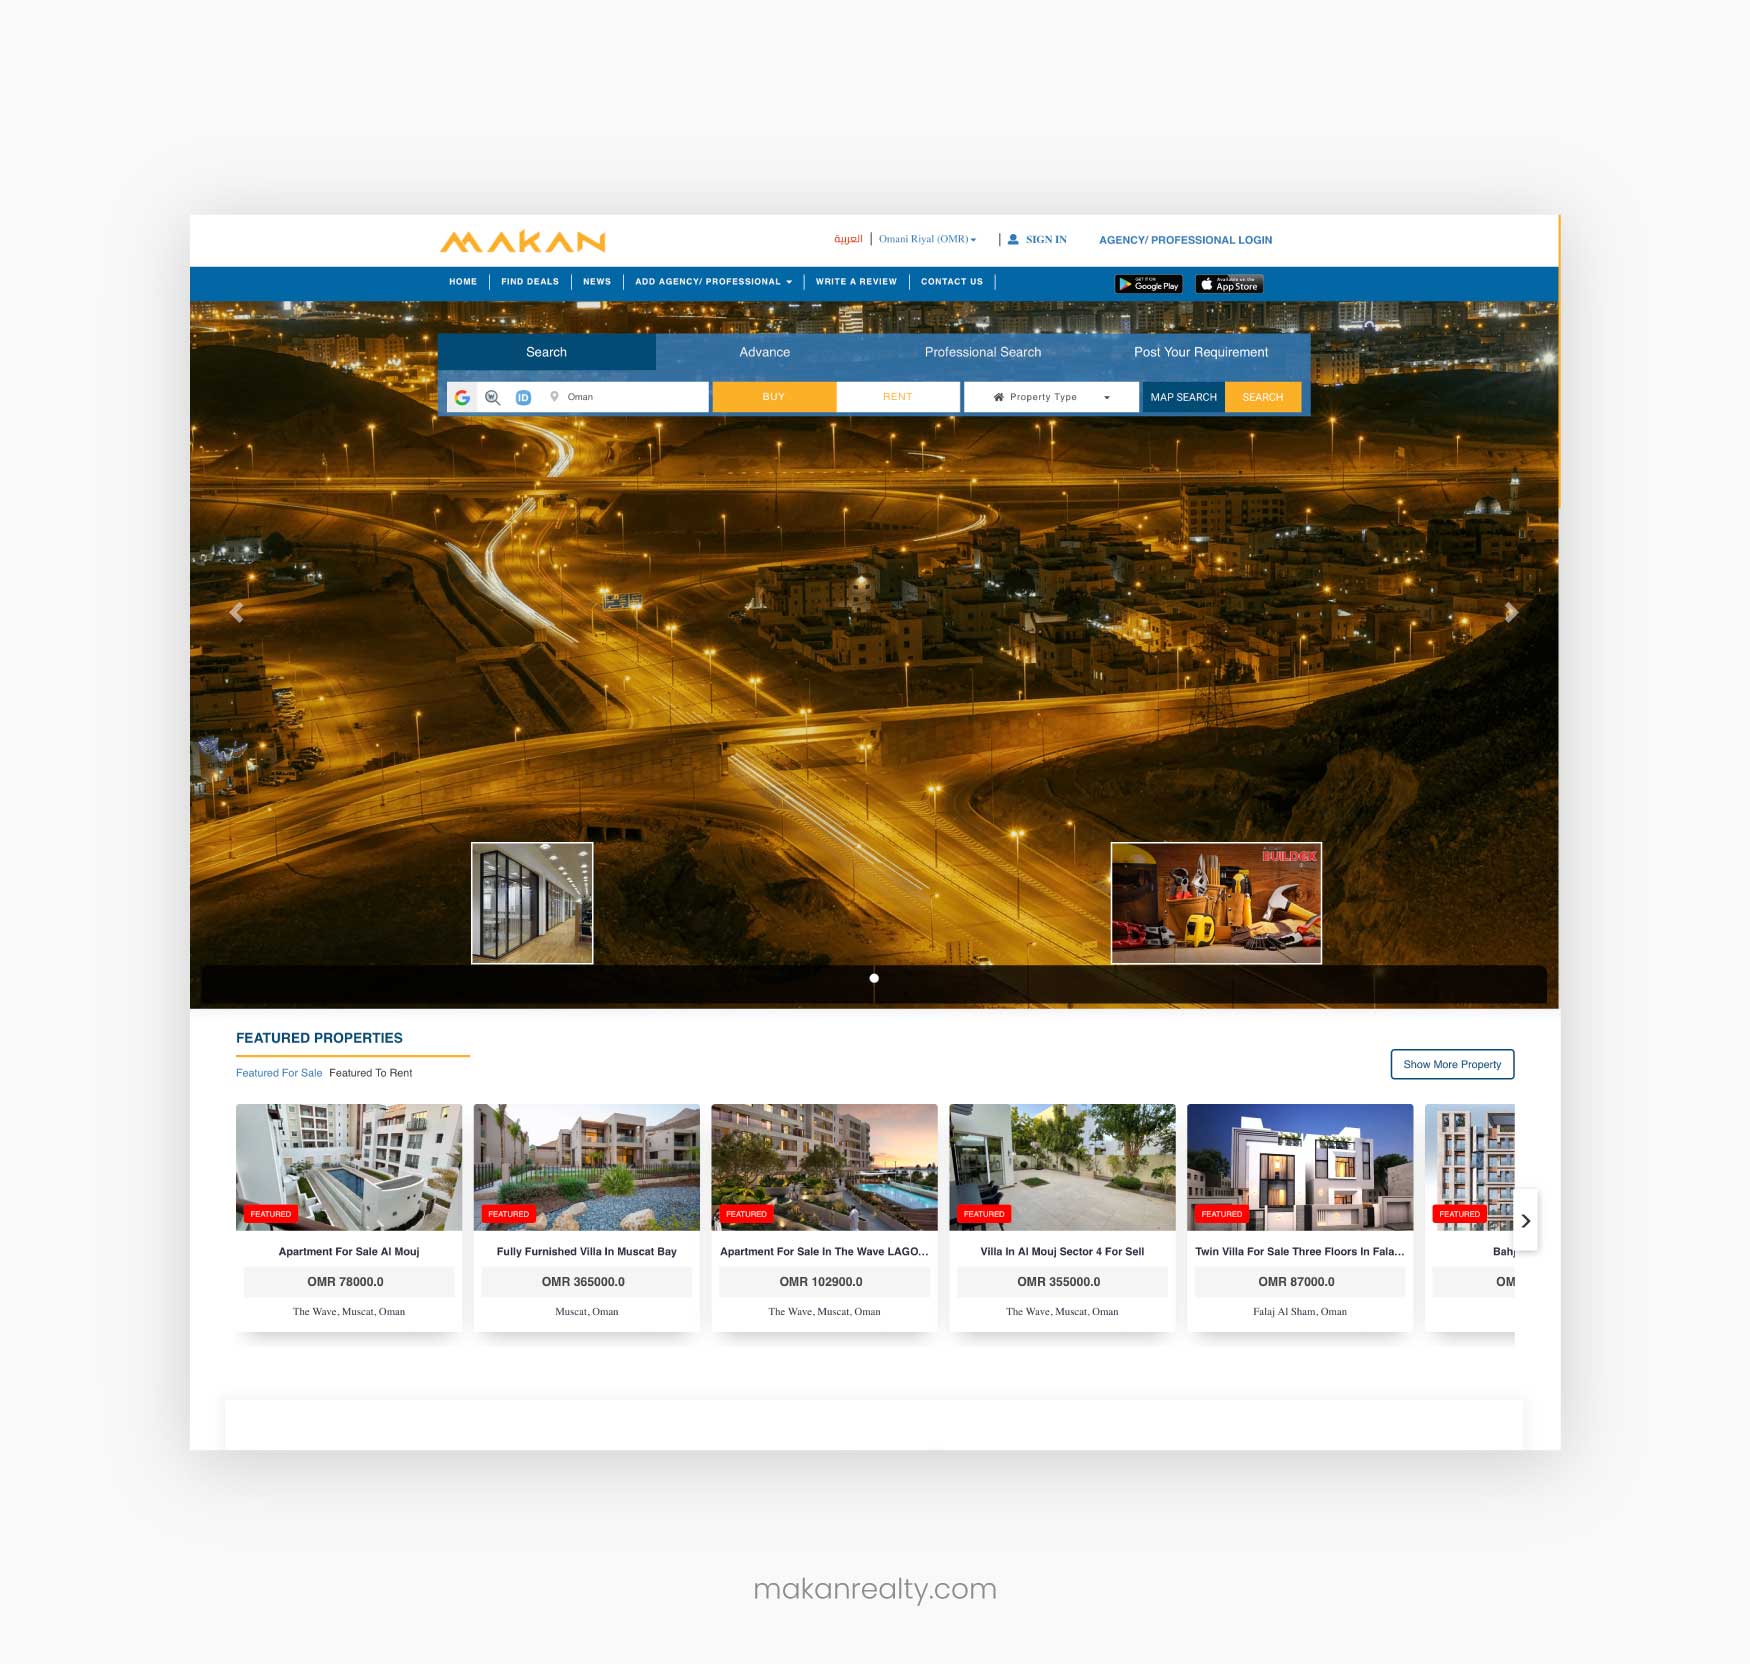 MAKAN
العربية
Omani Riyal (OMR)
SIGN IN
AGENCY/ PROFESSIONAL LOGIN
HOME
FIND DEALS
NEWS
ADD AGENCY/ PROFESSIONAL
WRITE A REVIEW
CONTACT US
GET IT ON
Google Play
Available on the
App Store
Search
Advance
Professional Search
Post Your Requirement
G
W
ID
Oman
BUY
RENT
Property Type
MAP SEARCH
SEARCH
BUILDEX
FEATURED PROPERTIES
Featured For Sale
Featured To Rent
Show More Property
FEATURED
FEATURED
FEATURED
FEATURED
FEATURED
FEATURED
Apartment For Sale Al Mouj
Fully Furnished Villa In Muscat Bay
Apartment For Sale In The Wave LAGO...
Villa In Al Mouj Sector 4 For Sell
Twin Villa For Sale Three Floors In Fala...
Bah
OMR 78000.0
OMR 365000.0
OMR 102900.0
OMR 355000.0
OMR 87000.0
OM
The Wave, Muscat, Oman
Muscat, Oman
The Wave, Muscat, Oman
The Wave, Muscat, Oman
Falaj Al Sham, Oman
makanrealty.com